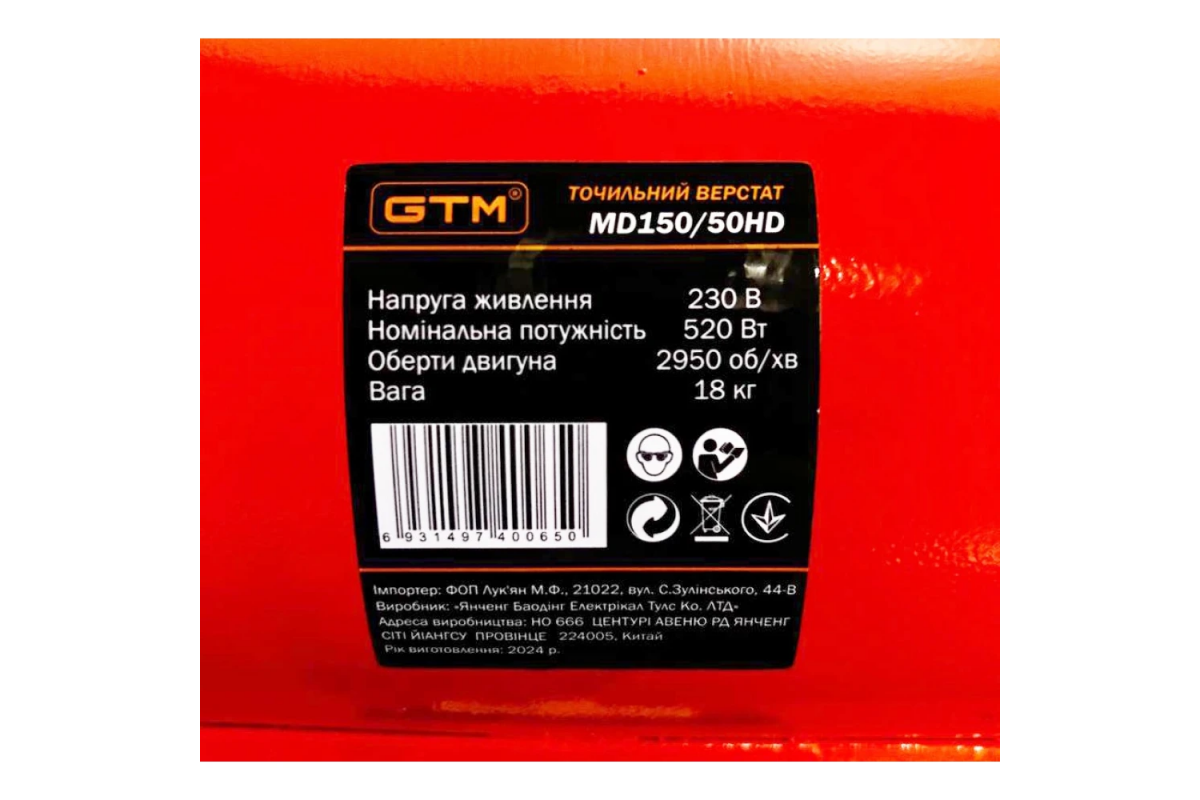 GTM®
ТОЧИЛЬНИЙ ВЕРСТАТ
MD150/50HD
Напруга живлення 230 В
Номінальна потужність 520 Вт
Оберти двигуна 2950 об/хв
Вага 18 кг
6 931497 400650
Імпортер: ФОП Лук'ян М.Ф., 21022, вул. С.Зулінського, 44-В
Виробник: «Янченг Баодінг Електрікал Тулс Ко. ЛТД»
Адреса виробництва: НО 666 ЦЕНТУРІ АВЕНЮ РД ЯНЧЕНГ
СІТІ ЙІАНГСУ ПРОВІНЦЕ 224005, Китай
Рік виготовлення: 2024 р.